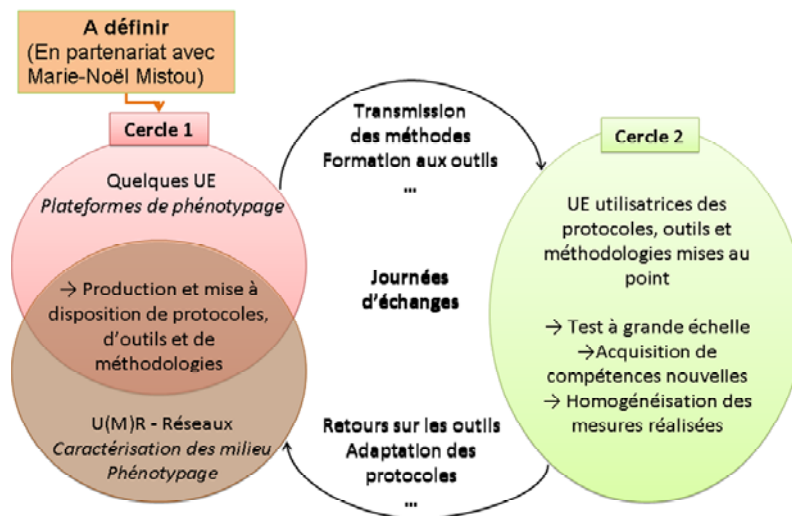 A définir
(En partenariat avec
Marie-Noël Mistou)
Cercle 1
Quelques UE
Plateformes de phénotypage
→ Production et mise à
disposition de protocoles,
d'outils et de
méthodologies
U(M)R - Réseaux
Caractérisation des milieu
Phénotypage
Transmission
des méthodes
Formation aux outils
...
Journées
d'échanges
Retours sur les outils
Adaptation des
protocoles
...
Cercle 2
UE utilisatrices des
protocoles, outils et
méthodologies mises au
point
→ Test à grande échelle
→Acquisition de
compétences nouvelles
→ Homogénéisation des
mesures réalisées